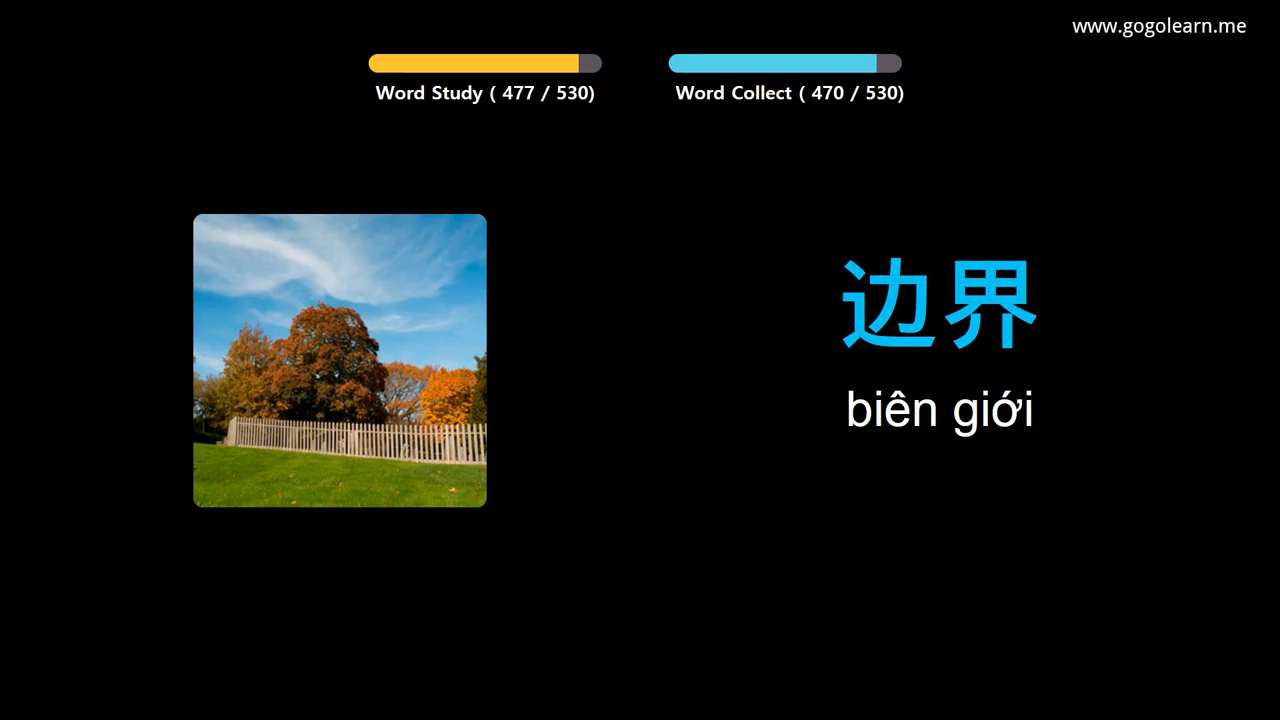 www.gogolearn.me
Word Study ( 477 / 530)
Word Collect ( 470 / 530)
边界
biên giới